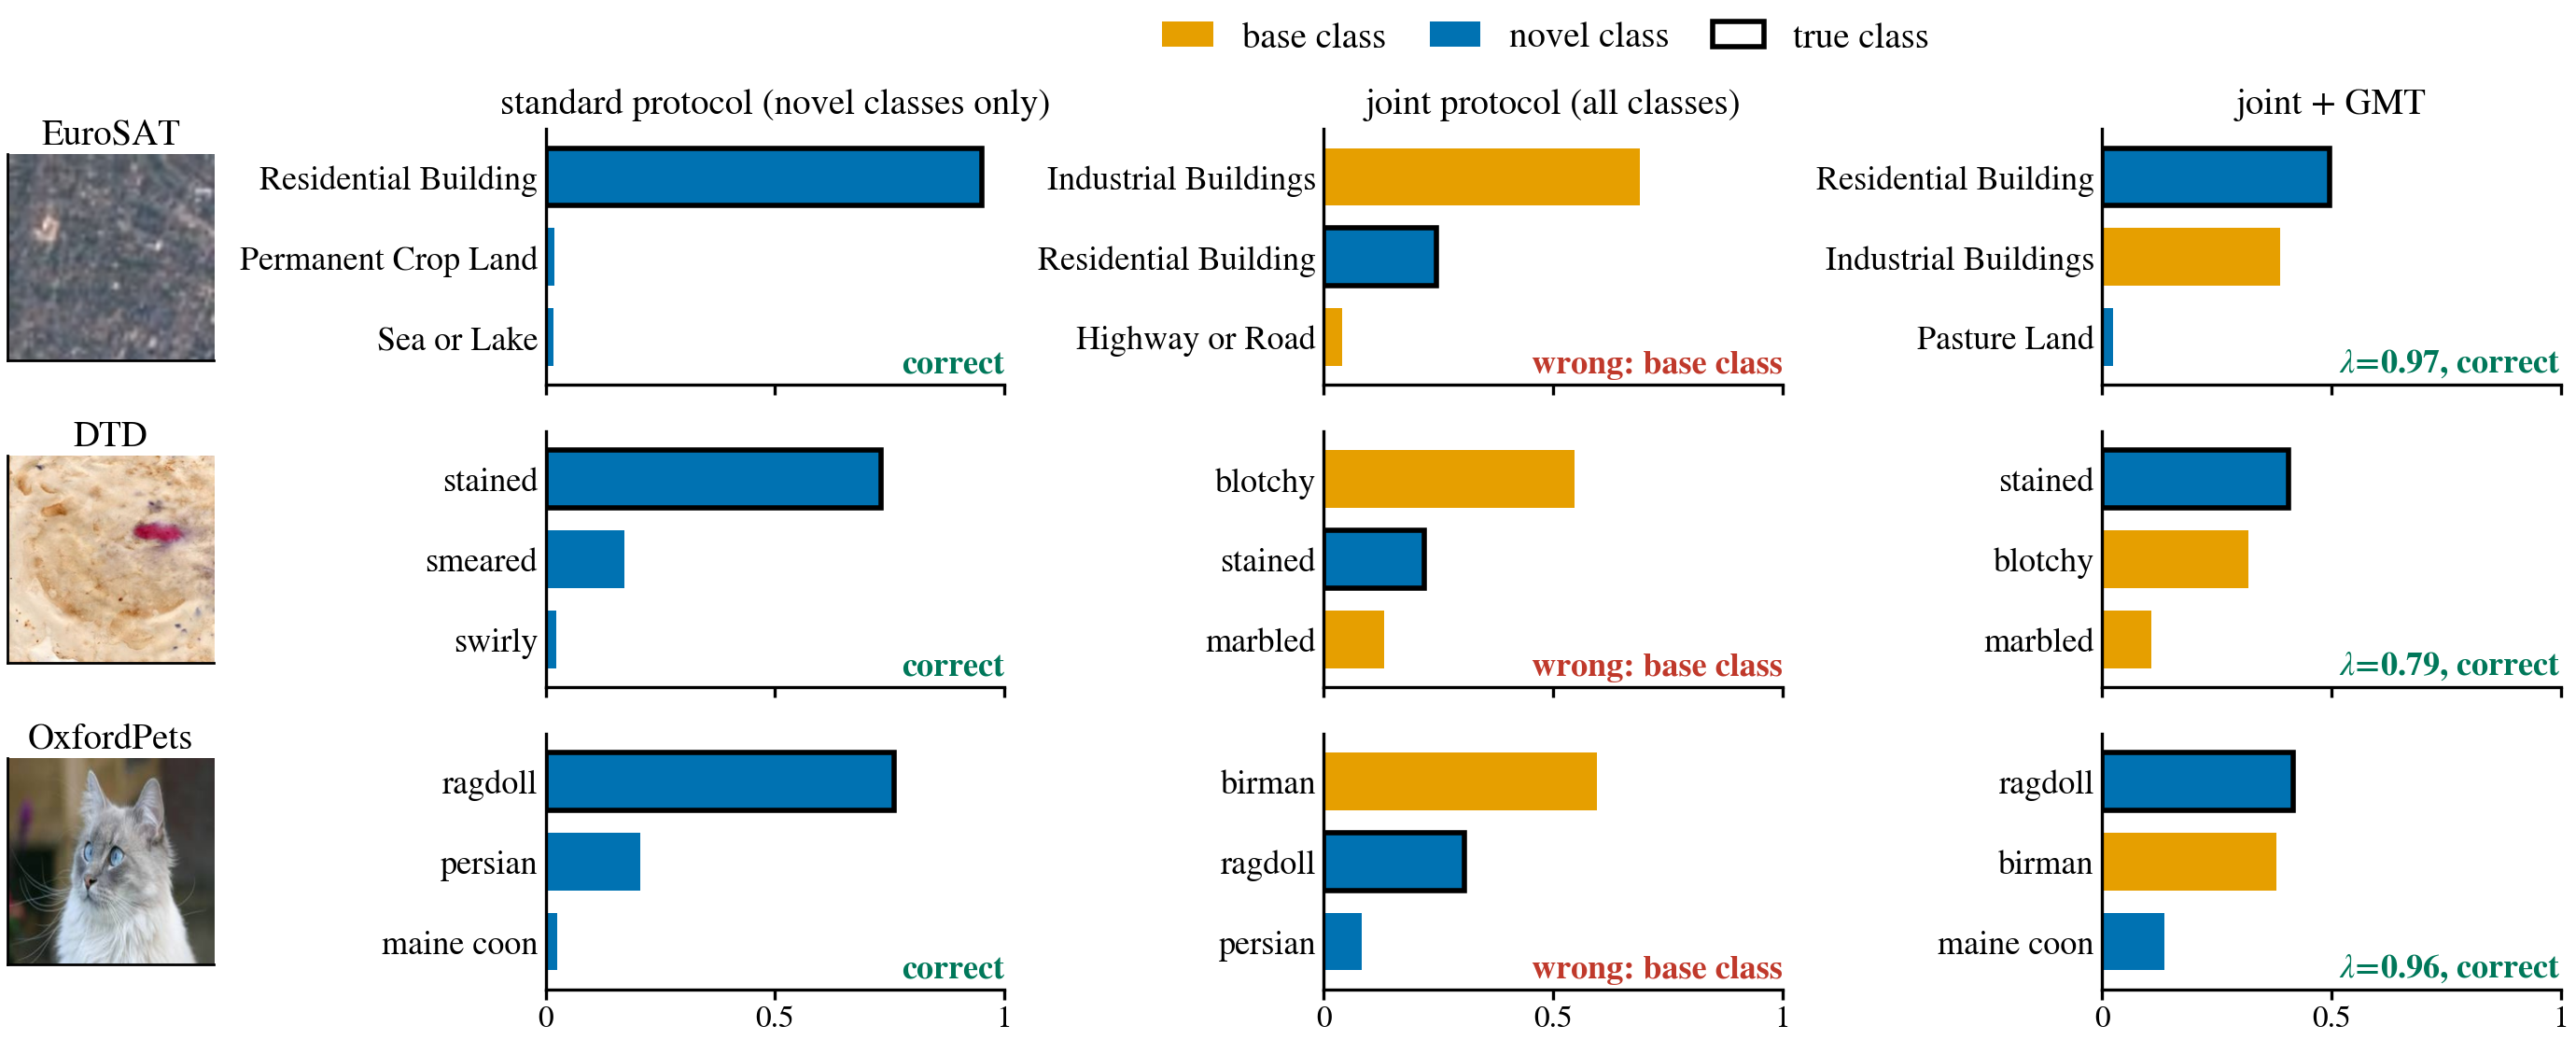 base class
novel class
true class
standard protocol (novel classes only)
joint protocol (all classes)
joint + GMT
EuroSAT
Residential Building
Permanent Crop Land
Sea or Lake
correct
Industrial Buildings
Residential Building
Highway or Road
wrong: base class
Residential Building
Industrial Buildings
Pasture Land
λ=0.97, correct
DTD
stained
smeared
swirly
correct
blotchy
stained
marbled
wrong: base class
stained
blotchy
marbled
λ=0.79, correct
OxfordPets
ragdoll
persian
maine coon
correct
0 0.5 1
birman
ragdoll
persian
wrong: base class
0 0.5 1
ragdoll
birman
maine coon
λ=0.96, correct
0 0.5 1